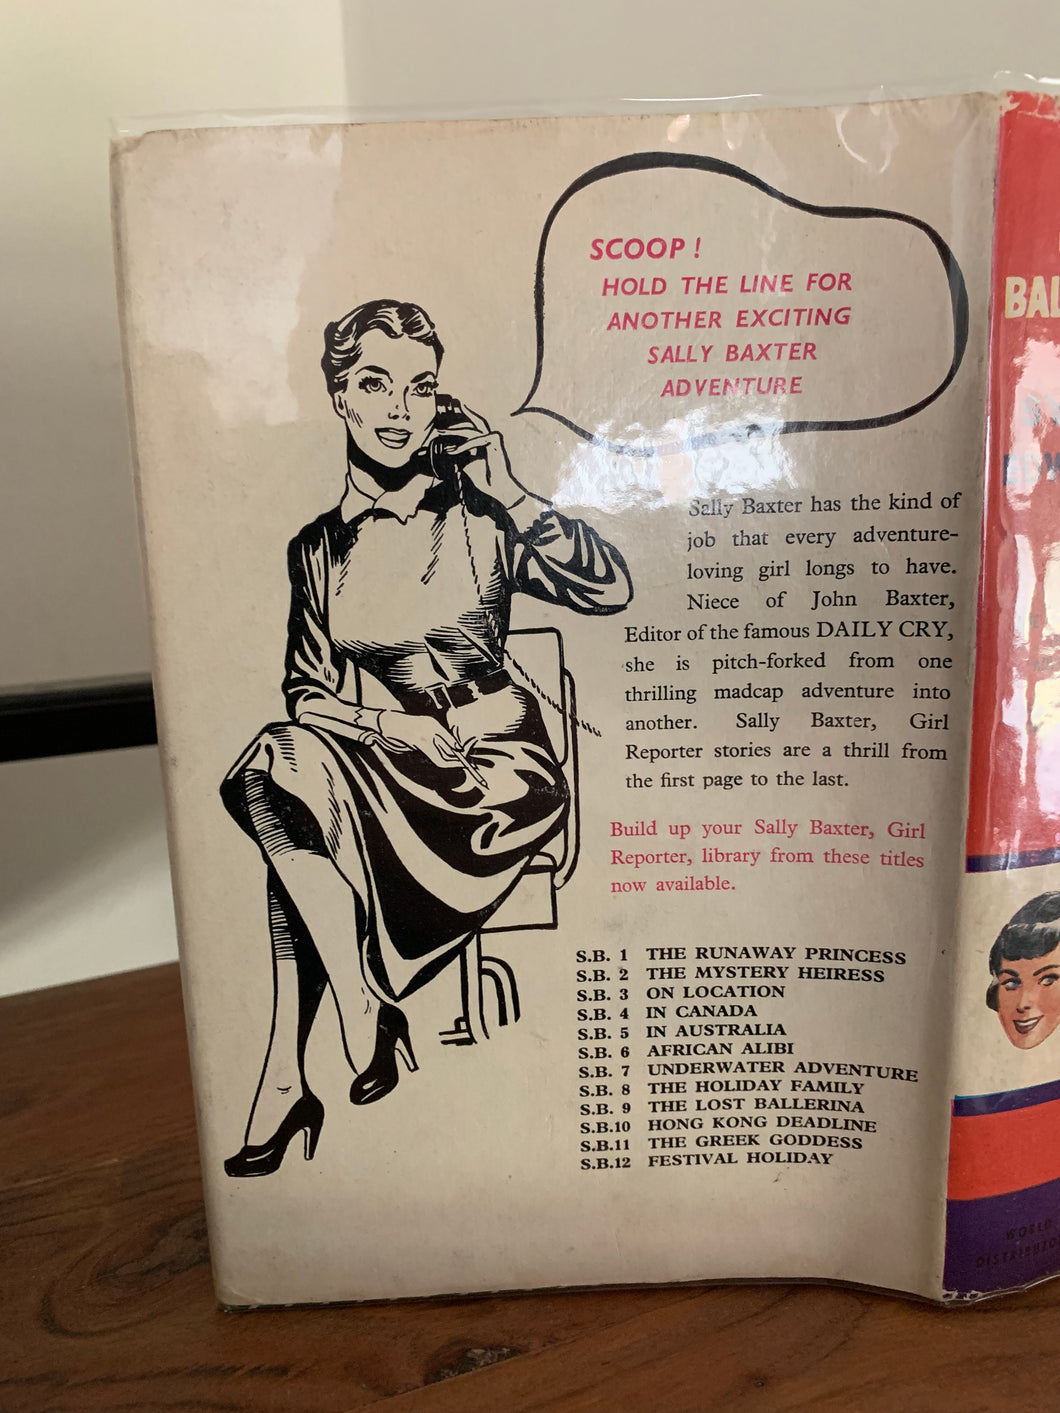 SCOOP!
HOLD THE LINE FOR
ANOTHER EXCITING
SALLY BAXTER
ADVENTURE
Sally Baxter has the kind of
job that every adventure-
loving girl longs to have.
Niece of John Baxter,
Editor of the famous DAILY CRY,
she is pitch-forked from one
thrilling madcap adventure into
another. Sally Baxter, Girl
Reporter stories are a thrill from
the first page to the last.
Build up your Sally Baxter, Girl
Reporter, library from these titles
now available.
S.B. 1 THE RUNAWAY PRINCESS
S.B. 2 THE MYSTERY HEIRESS
S.B. 3 ON LOCATION
S.B. 4 IN CANADA
S.B. 5 IN AUSTRALIA
S.B. 6 AFRICAN ALIBI
S.B. 7 UNDERWATER ADVENTURE
S.B. 8 THE HOLIDAY FAMILY
S.B. 9 THE LOST BALLERINA
S.B.10 HONG KONG DEADLINE
S.B.11 THE GREEK GODDESS
S.B.12 FESTIVAL HOLIDAY
BAL
WORLD